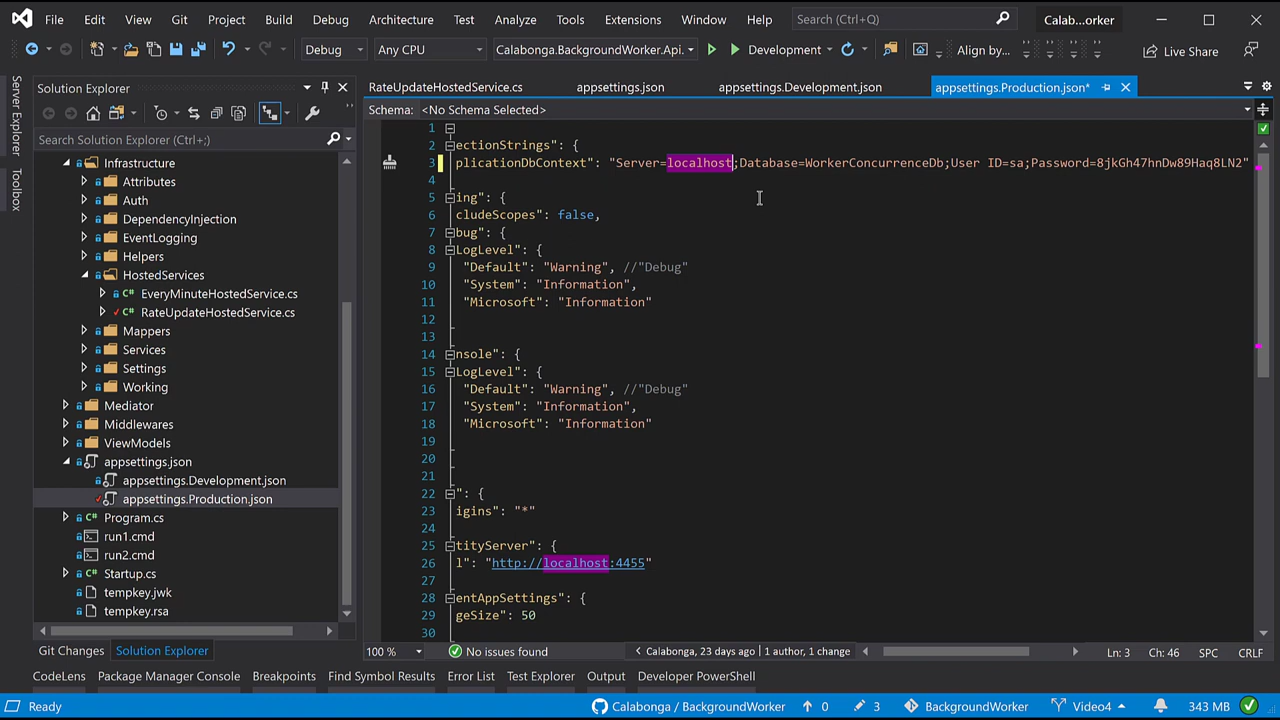 File Edit View Git Project Build Debug Architecture Test Analyze Tools Extensions Window Help Search (Ctrl+Q) Calab...orker
Debug Any CPU Calabonga.BackgroundWorker.Api. Development Align by... Live Share
Server Explorer
Toolbox
Solution Explorer
Search Solution Explorer (Ctrl+;)
Infrastructure
Attributes
Auth
DependencyInjection
EventLogging
Helpers
HostedServices
C# EveryMinuteHostedService.cs
C# RateUpdateHostedService.cs
Mappers
Services
Settings
Working
Mediator
Middlewares
ViewModels
appsettings.json
appsettings.Development.json
appsettings.Production.json
C# Program.cs
run1.cmd
run2.cmd
C# Startup.cs
tempkey.jwk
tempkey.rsa
Git Changes Solution Explorer
RateUpdateHostedService.cs appsettings.json appsettings.Development.json appsettings.Production.json*
Schema: <No Schema Selected>
1
2 ectionStrings": {
3 plicationDbContext": "Server=localhost;Database=WorkerConcurrenceDb;User ID=sa;Password=8jkGh47hnDw89Haq8LN2"
4
5 ing": {
6 cludeScopes": false,
7 bug": {
8 LogLevel": {
9 "Default": "Warning", //"Debug"
10 "System": "Information",
11 "Microsoft": "Information"
12
13
14 nsole": {
15 LogLevel": {
16 "Default": "Warning", //"Debug"
17 "System": "Information",
18 "Microsoft": "Information"
19
20
21
22 ": {
23 igins": "*"
24
25 tityServer": {
26 l": "http://localhost:4455"
27
28 entAppSettings": {
29 geSize": 50
30
100 % No issues found Calabonga, 23 days ago | 1 author, 1 change Ln: 3 Ch: 46 SPC CRLF
CodeLens Package Manager Console Breakpoints Find Symbol Results Error List Test Explorer Output Developer PowerShell
Ready Calabonga / BackgroundWorker 0 3 BackgroundWorker Video4 343 MB